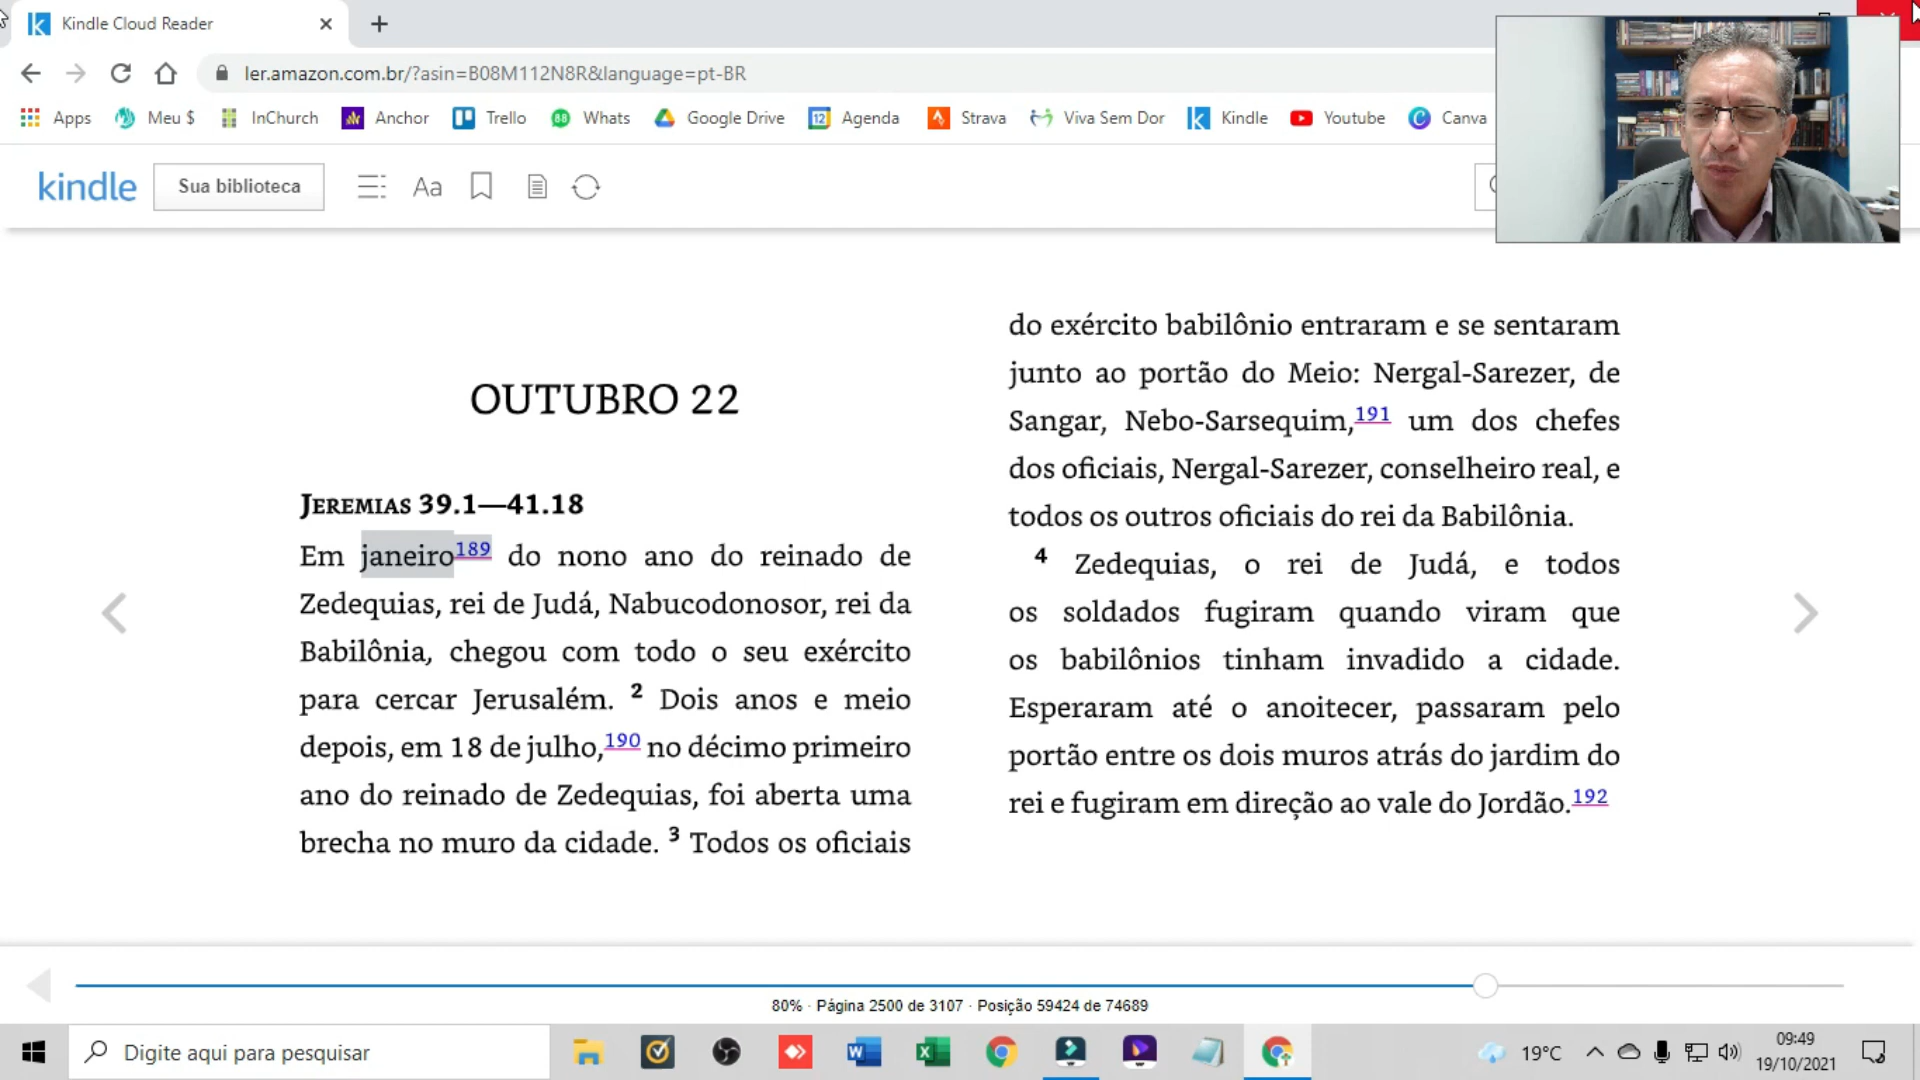 Kindle Cloud Reader
ler.amazon.com.br/?asin=B08M112N8R&language=pt-BR
Apps Meu $ InChurch Anchor Trello Whats Google Drive 12 Agenda Strava Viva Sem Dor Kindle Youtube Canva
kindle Sua biblioteca Aa
OUTUBRO 22
JEREMIAS 39.1—41.18
Em janeiro189 do nono ano do reinado de
Zedequias, rei de Judá, Nabucodonosor, rei da
Babilônia, chegou com todo o seu exército
para cercar Jerusalém. 2 Dois anos e meio
depois, em 18 de julho,190 no décimo primeiro
ano do reinado de Zedequias, foi aberta uma
brecha no muro da cidade. 3 Todos os oficiais
do exército babilônio entraram e se sentaram
junto ao portão do Meio: Nergal-Sarezer, de
Sangar, Nebo-Sarsequim,191 um dos chefes
dos oficiais, Nergal-Sarezer, conselheiro real, e
todos os outros oficiais do rei da Babilônia.
4 Zedequias, o rei de Judá, e todos
os soldados fugiram quando viram que
os babilônios tinham invadido a cidade.
Esperaram até o anoitecer, passaram pelo
portão entre os dois muros atrás do jardim do
rei e fugiram em direção ao vale do Jordão.192
80% · Página 2500 de 3107 · Posição 59424 de 74689
Digite aqui para pesquisar
19°C
09:49
19/10/2021